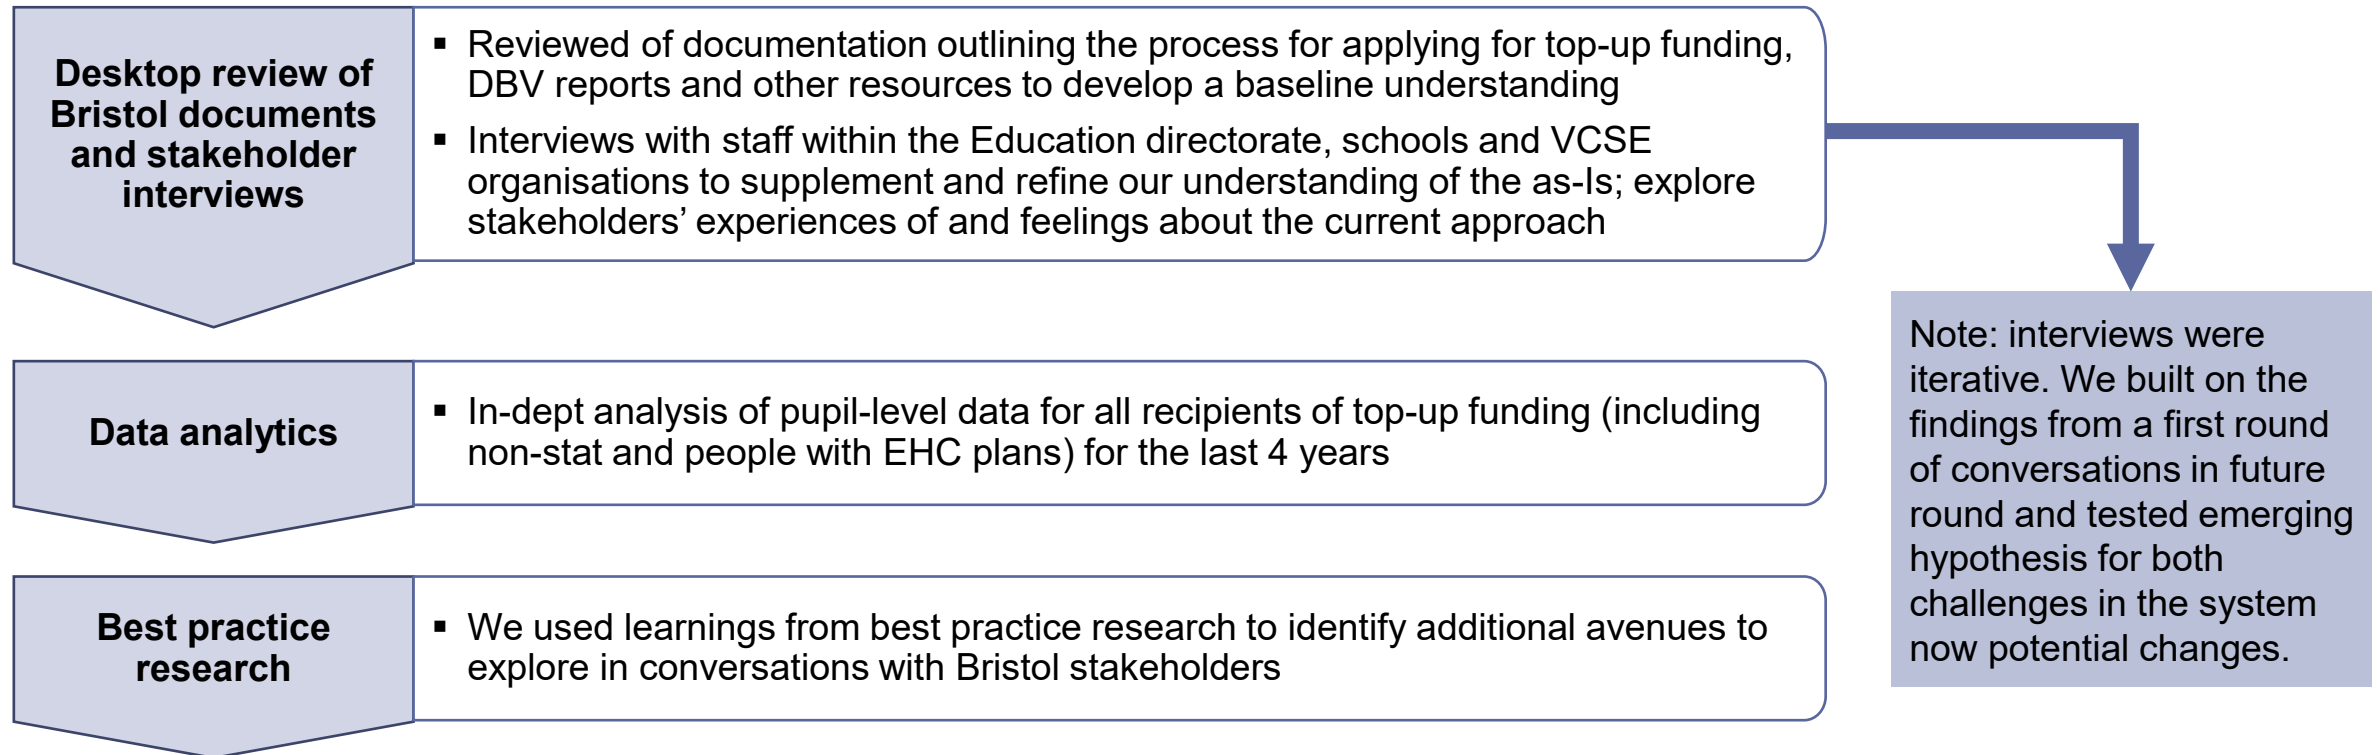 Desktop review of
Bristol documents
and stakeholder
interviews
▪ Reviewed of documentation outlining the process for applying for top-up funding,
DBV reports and other resources to develop a baseline understanding
▪ Interviews with staff within the Education directorate, schools and VCSE
organisations to supplement and refine our understanding of the as-Is; explore
stakeholders’ experiences of and feelings about the current approach
Note: interviews were
iterative. We built on the
findings from a first round
of conversations in future
round and tested emerging
hypothesis for both
challenges in the system
now potential changes.
Data analytics
▪ In-dept analysis of pupil-level data for all recipients of top-up funding (including
non-stat and people with EHC plans) for the last 4 years
Best practice
research
▪ We used learnings from best practice research to identify additional avenues to
explore in conversations with Bristol stakeholders